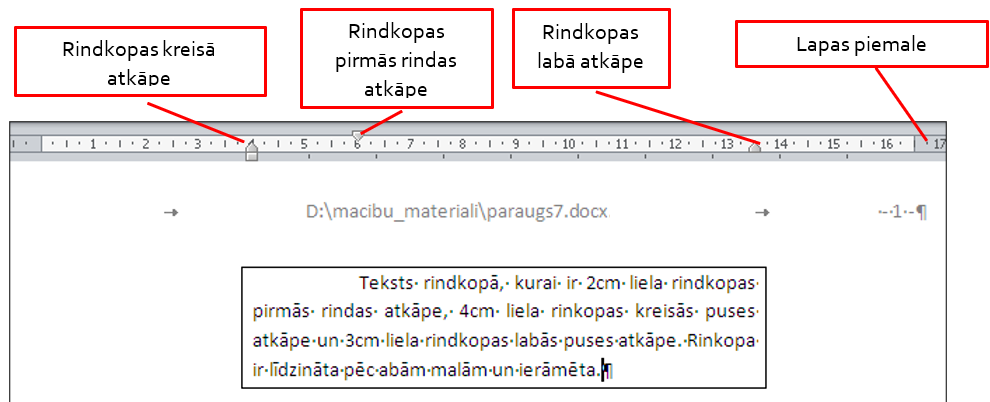 Rindkopas kreisā
atkāpe
Rindkopas
pirmās rindas
atkāpe
Rindkopas
labā atkāpe
Lapas piemale
1 2 3 4 5 6 7 8 9 10 11 12 13 14 15 16 17
→ D:\macibu_materiali\paraugs7.docx → ·-·1·-¶
Teksts· rindkopā,· kurai· ir· 2cm· liela· rindkopas·
pirmās· rindas· atkāpe,· 4cm· liela· rinkopas· kreisās· puses·
atkāpe·un·3cm·liela·rindkopas·labās·puses·atkāpe.·Rinkopa·
ir·līdzināta·pēc·abām·malām·un·ierāmēta.¶